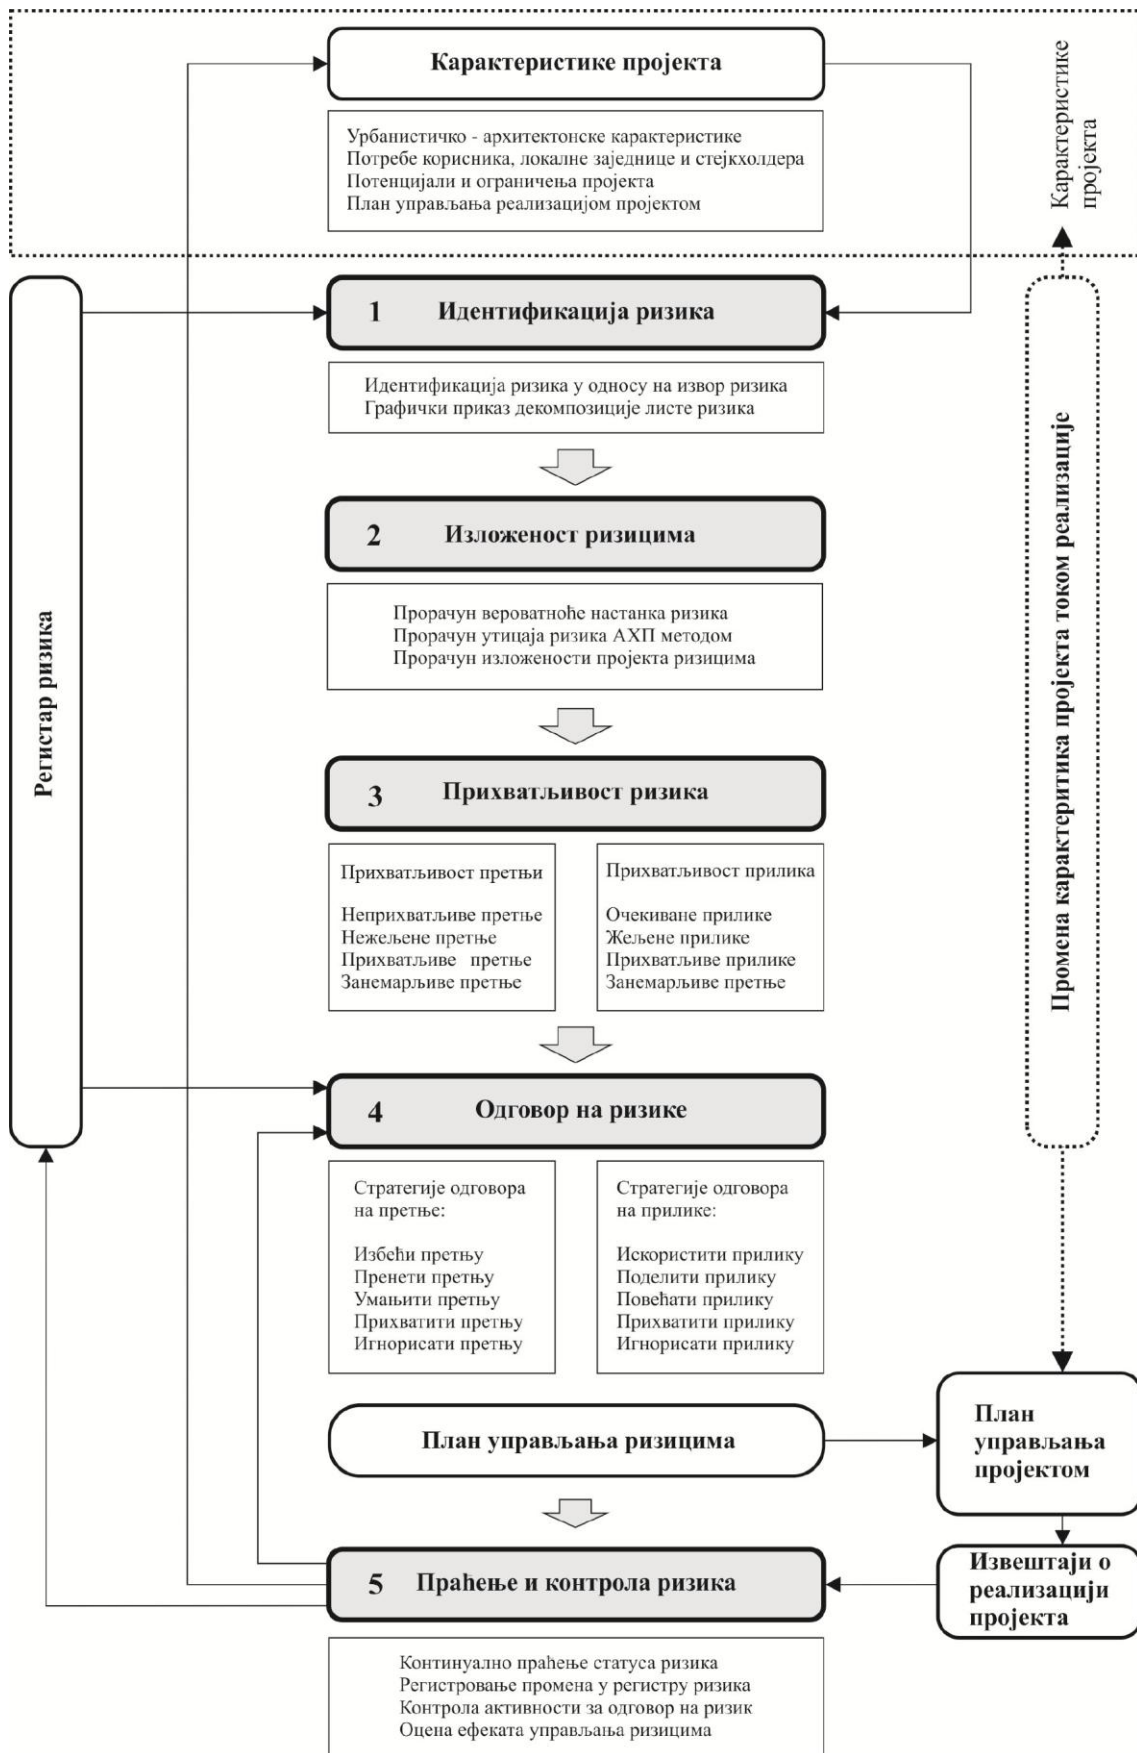 Карактеристике пројекта
Урбанистичко - архитектонске карактеристике
Потребе корисника, локалне заједнице и стејкхолдера
Потенцијали и ограничења пројекта
План управљања реализацијом пројектом
Карактеристике
пројекта
Регистар ризика
1 Идентификација ризика
Идентификација ризика у односу на извор ризика
Графички приказ декомпозиције листе ризика
2 Изложеност ризицима
Прорачун вероватноће настанка ризика
Прорачун утицаја ризика АХП методом
Прорачун изложености пројекта ризицима
3 Прихватљивост ризика
Прихватљивост претњи
Неприхватљиве претње
Нежељене претње
Прихватљиве претње
Занемарљиве претње
Прихватљивост прилика
Очекиване прилике
Жељене прилике
Прихватљиве прилике
Занемарљиве претње
Промена карактеритика пројекта током реализације
4 Одговор на ризике
Стратегије одговора
на претње:
Избећи претњу
Пренети претњу
Умањити претњу
Прихватити претњу
Игнорисати претњу
Стратегије одговора
на прилике:
Искористити прилику
Поделити прилику
Повећати прилику
Прихватити прилику
Игнорисати прилику
План управљања ризицима
План
управљања
пројектом
5 Праћење и контрола ризика
Извештаји о
реализацији
пројекта
Континуално праћење статуса ризика
Регистровање промена у регистру ризика
Контрола активности за одговор на ризик
Оцена ефеката управљања ризицима